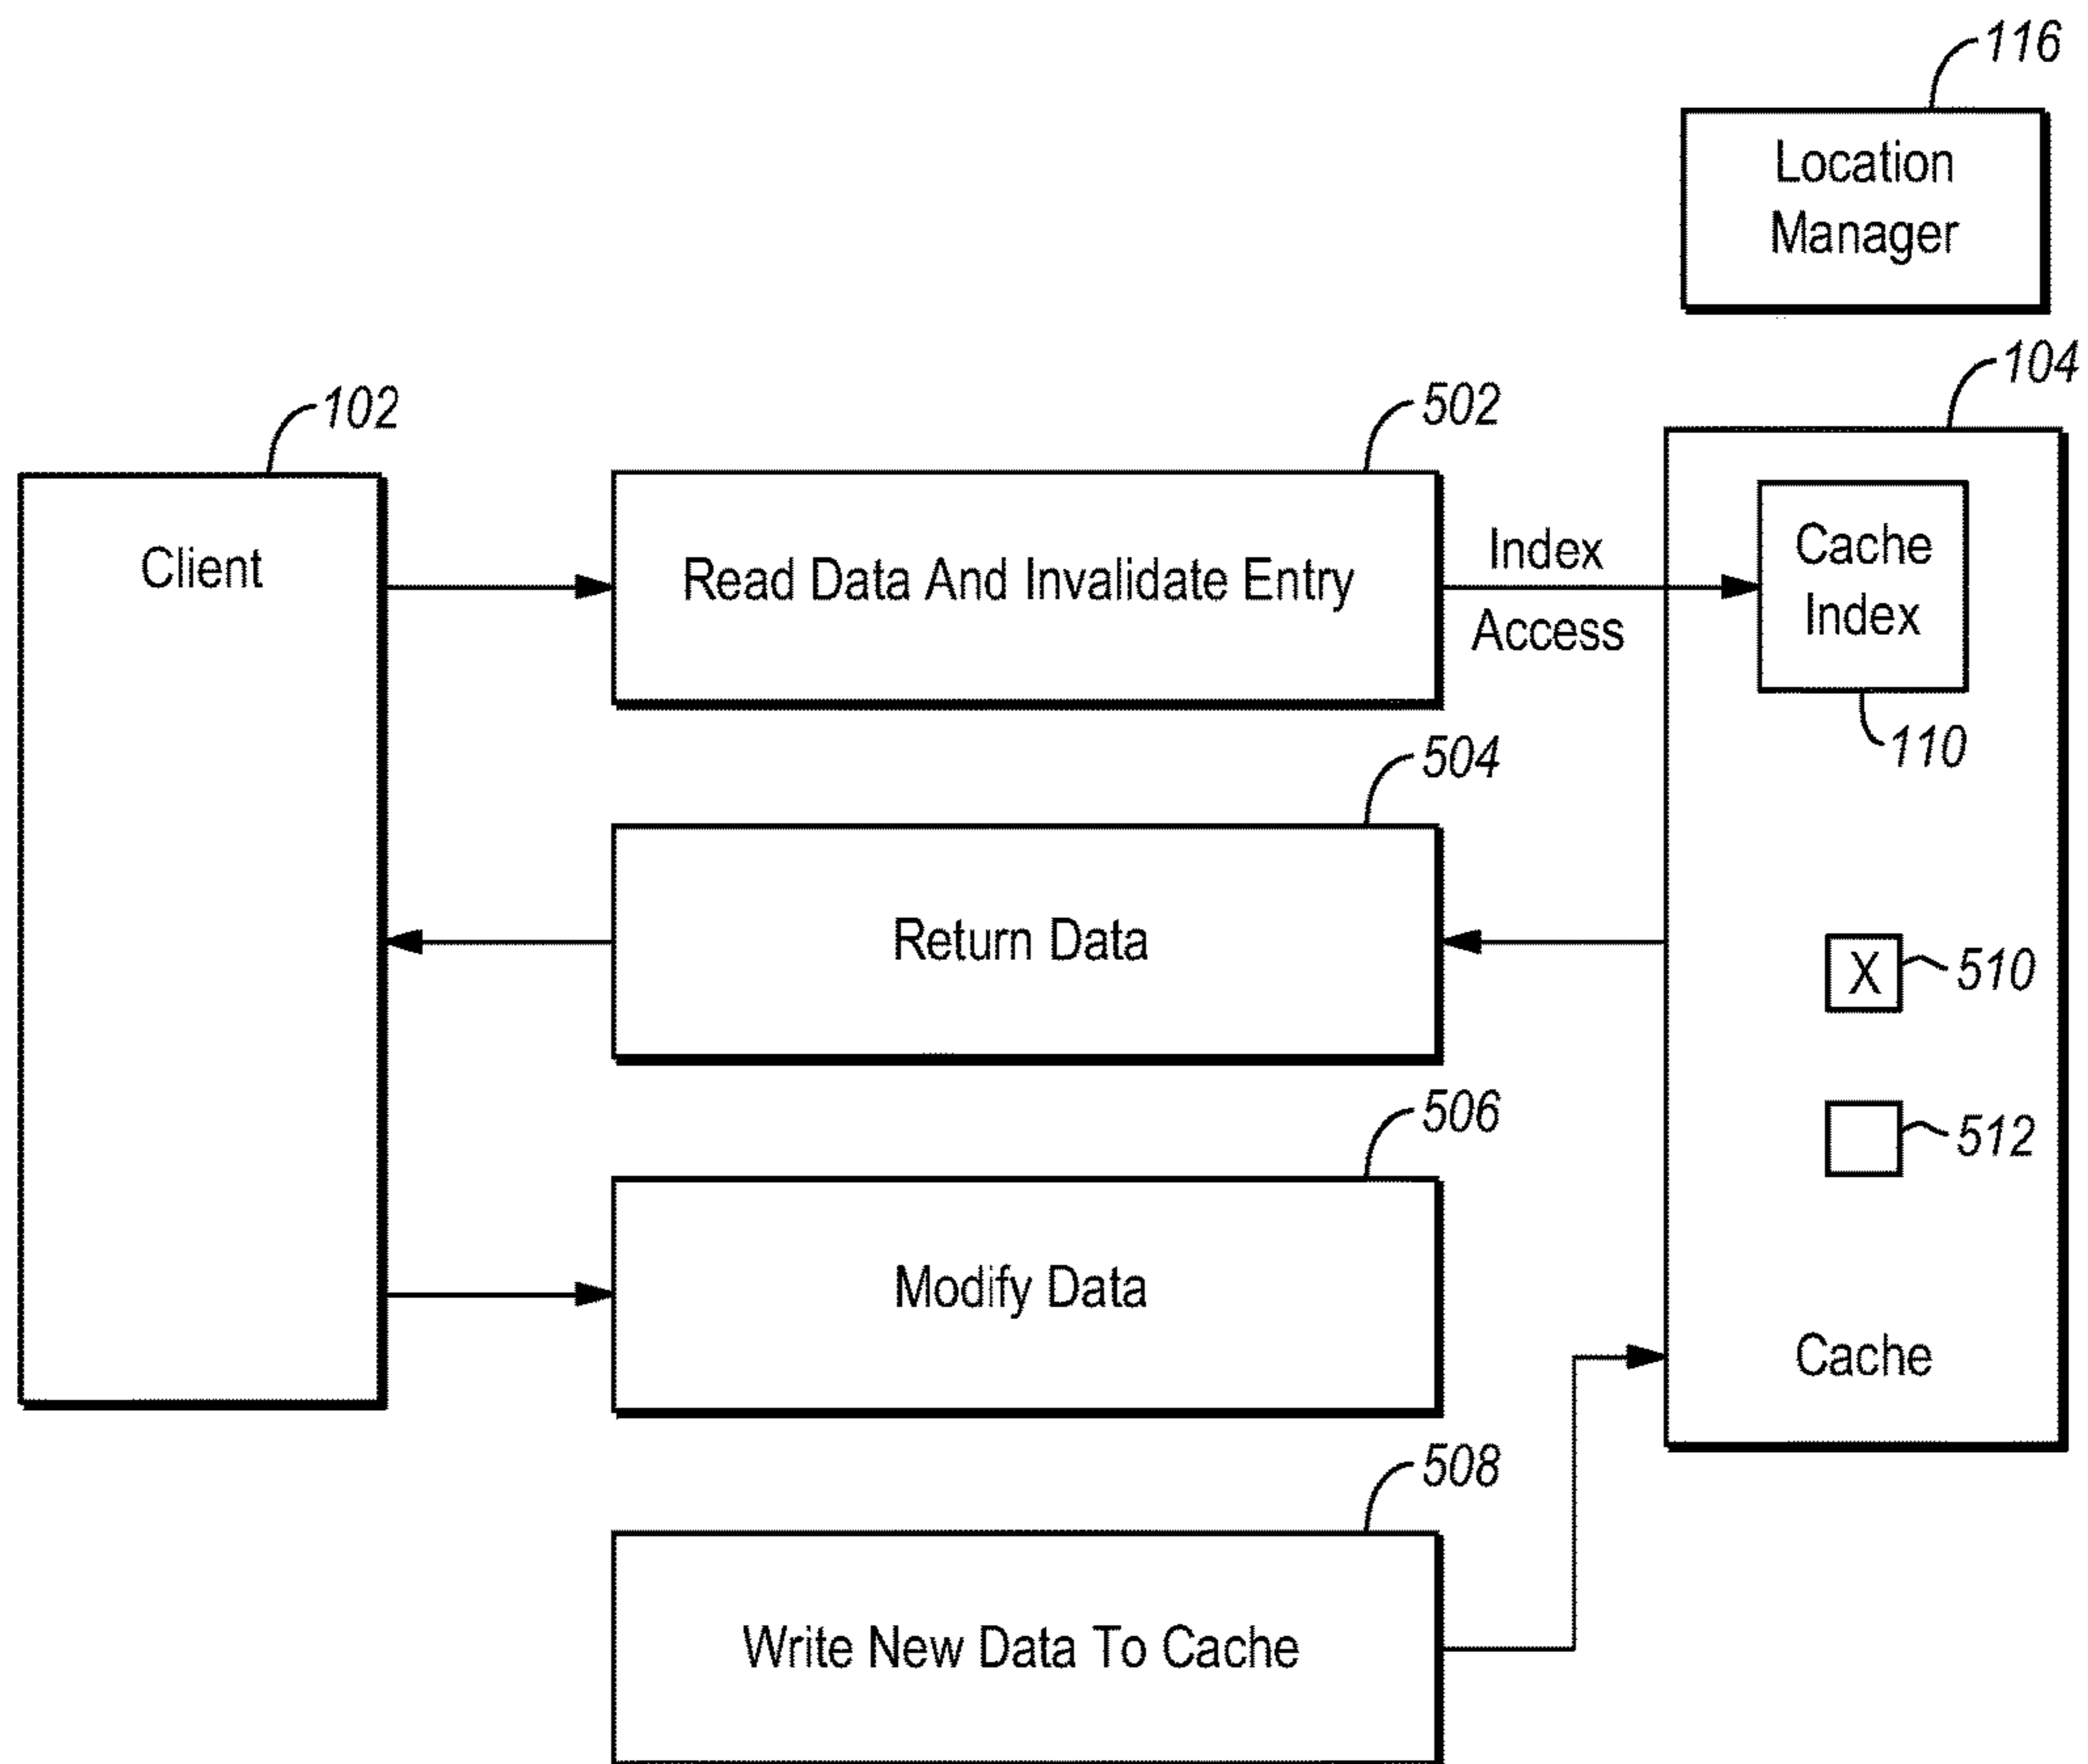 116
Location
Manager
104
102
502
Client
Read Data And Invalidate Entry
Index
Access
Cache
Index
110
504
Return Data
X
510
506
512
Modify Data
Cache
508
Write New Data To Cache